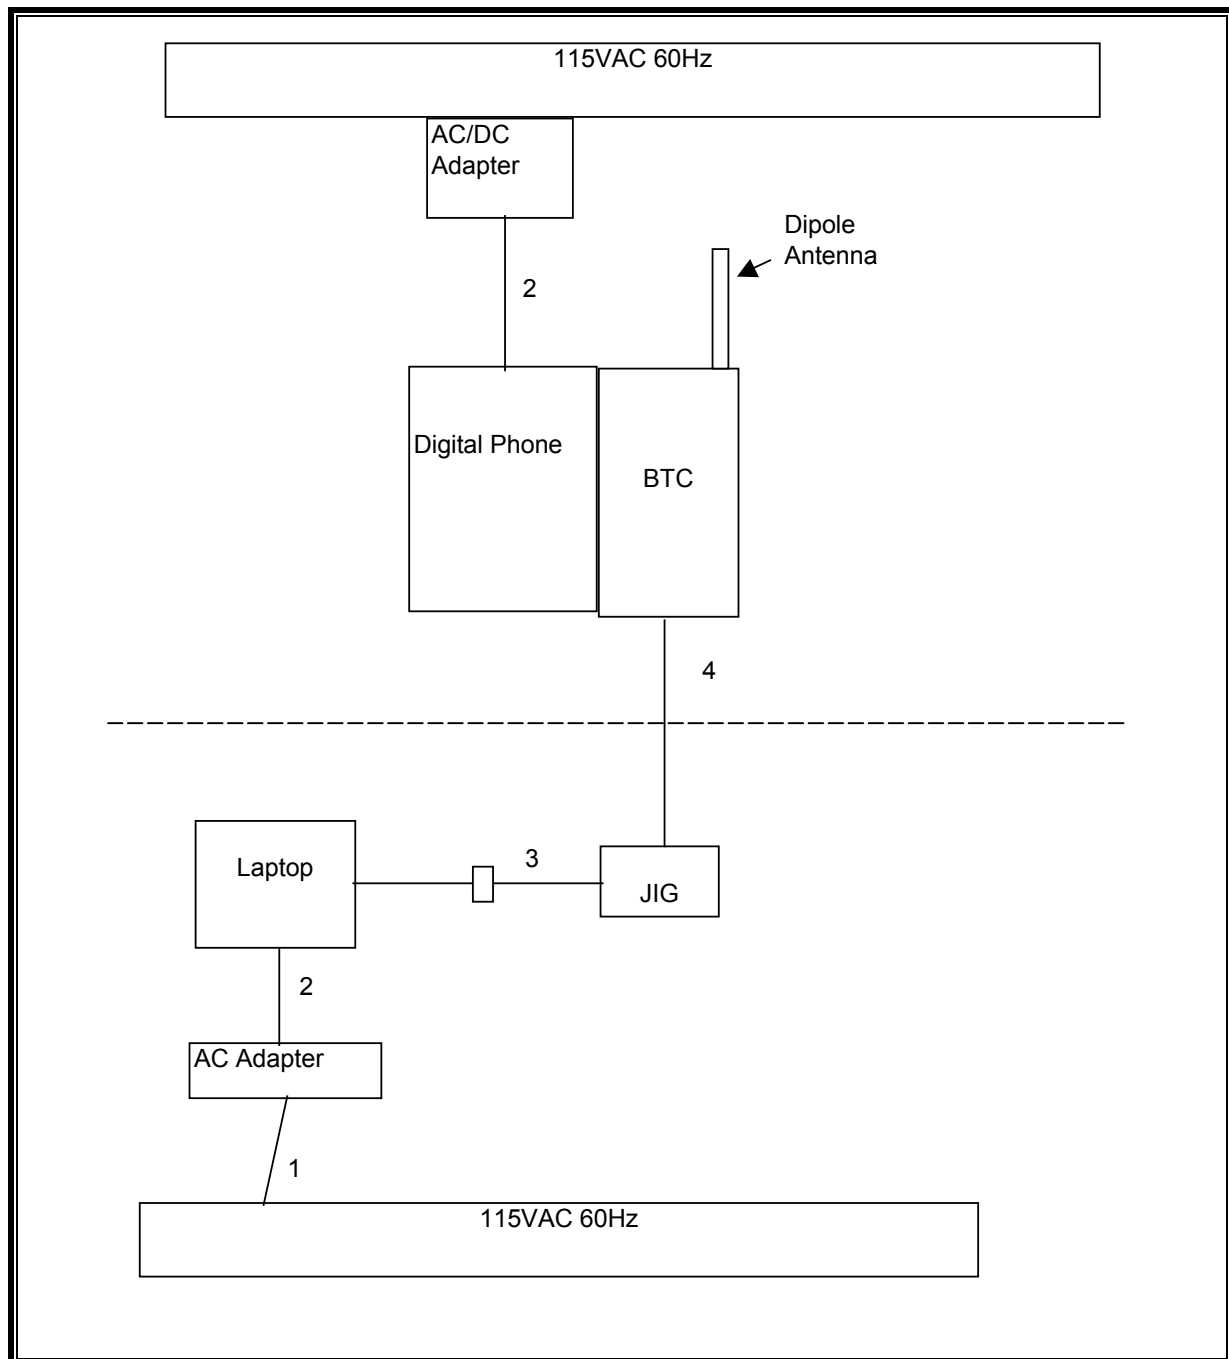 115VAC 60Hz
AC/DC
Adapter
Dipole
Antenna
2
Digital Phone
BTC
4
Laptop
3
JIG
2
AC Adapter
1
115VAC 60Hz